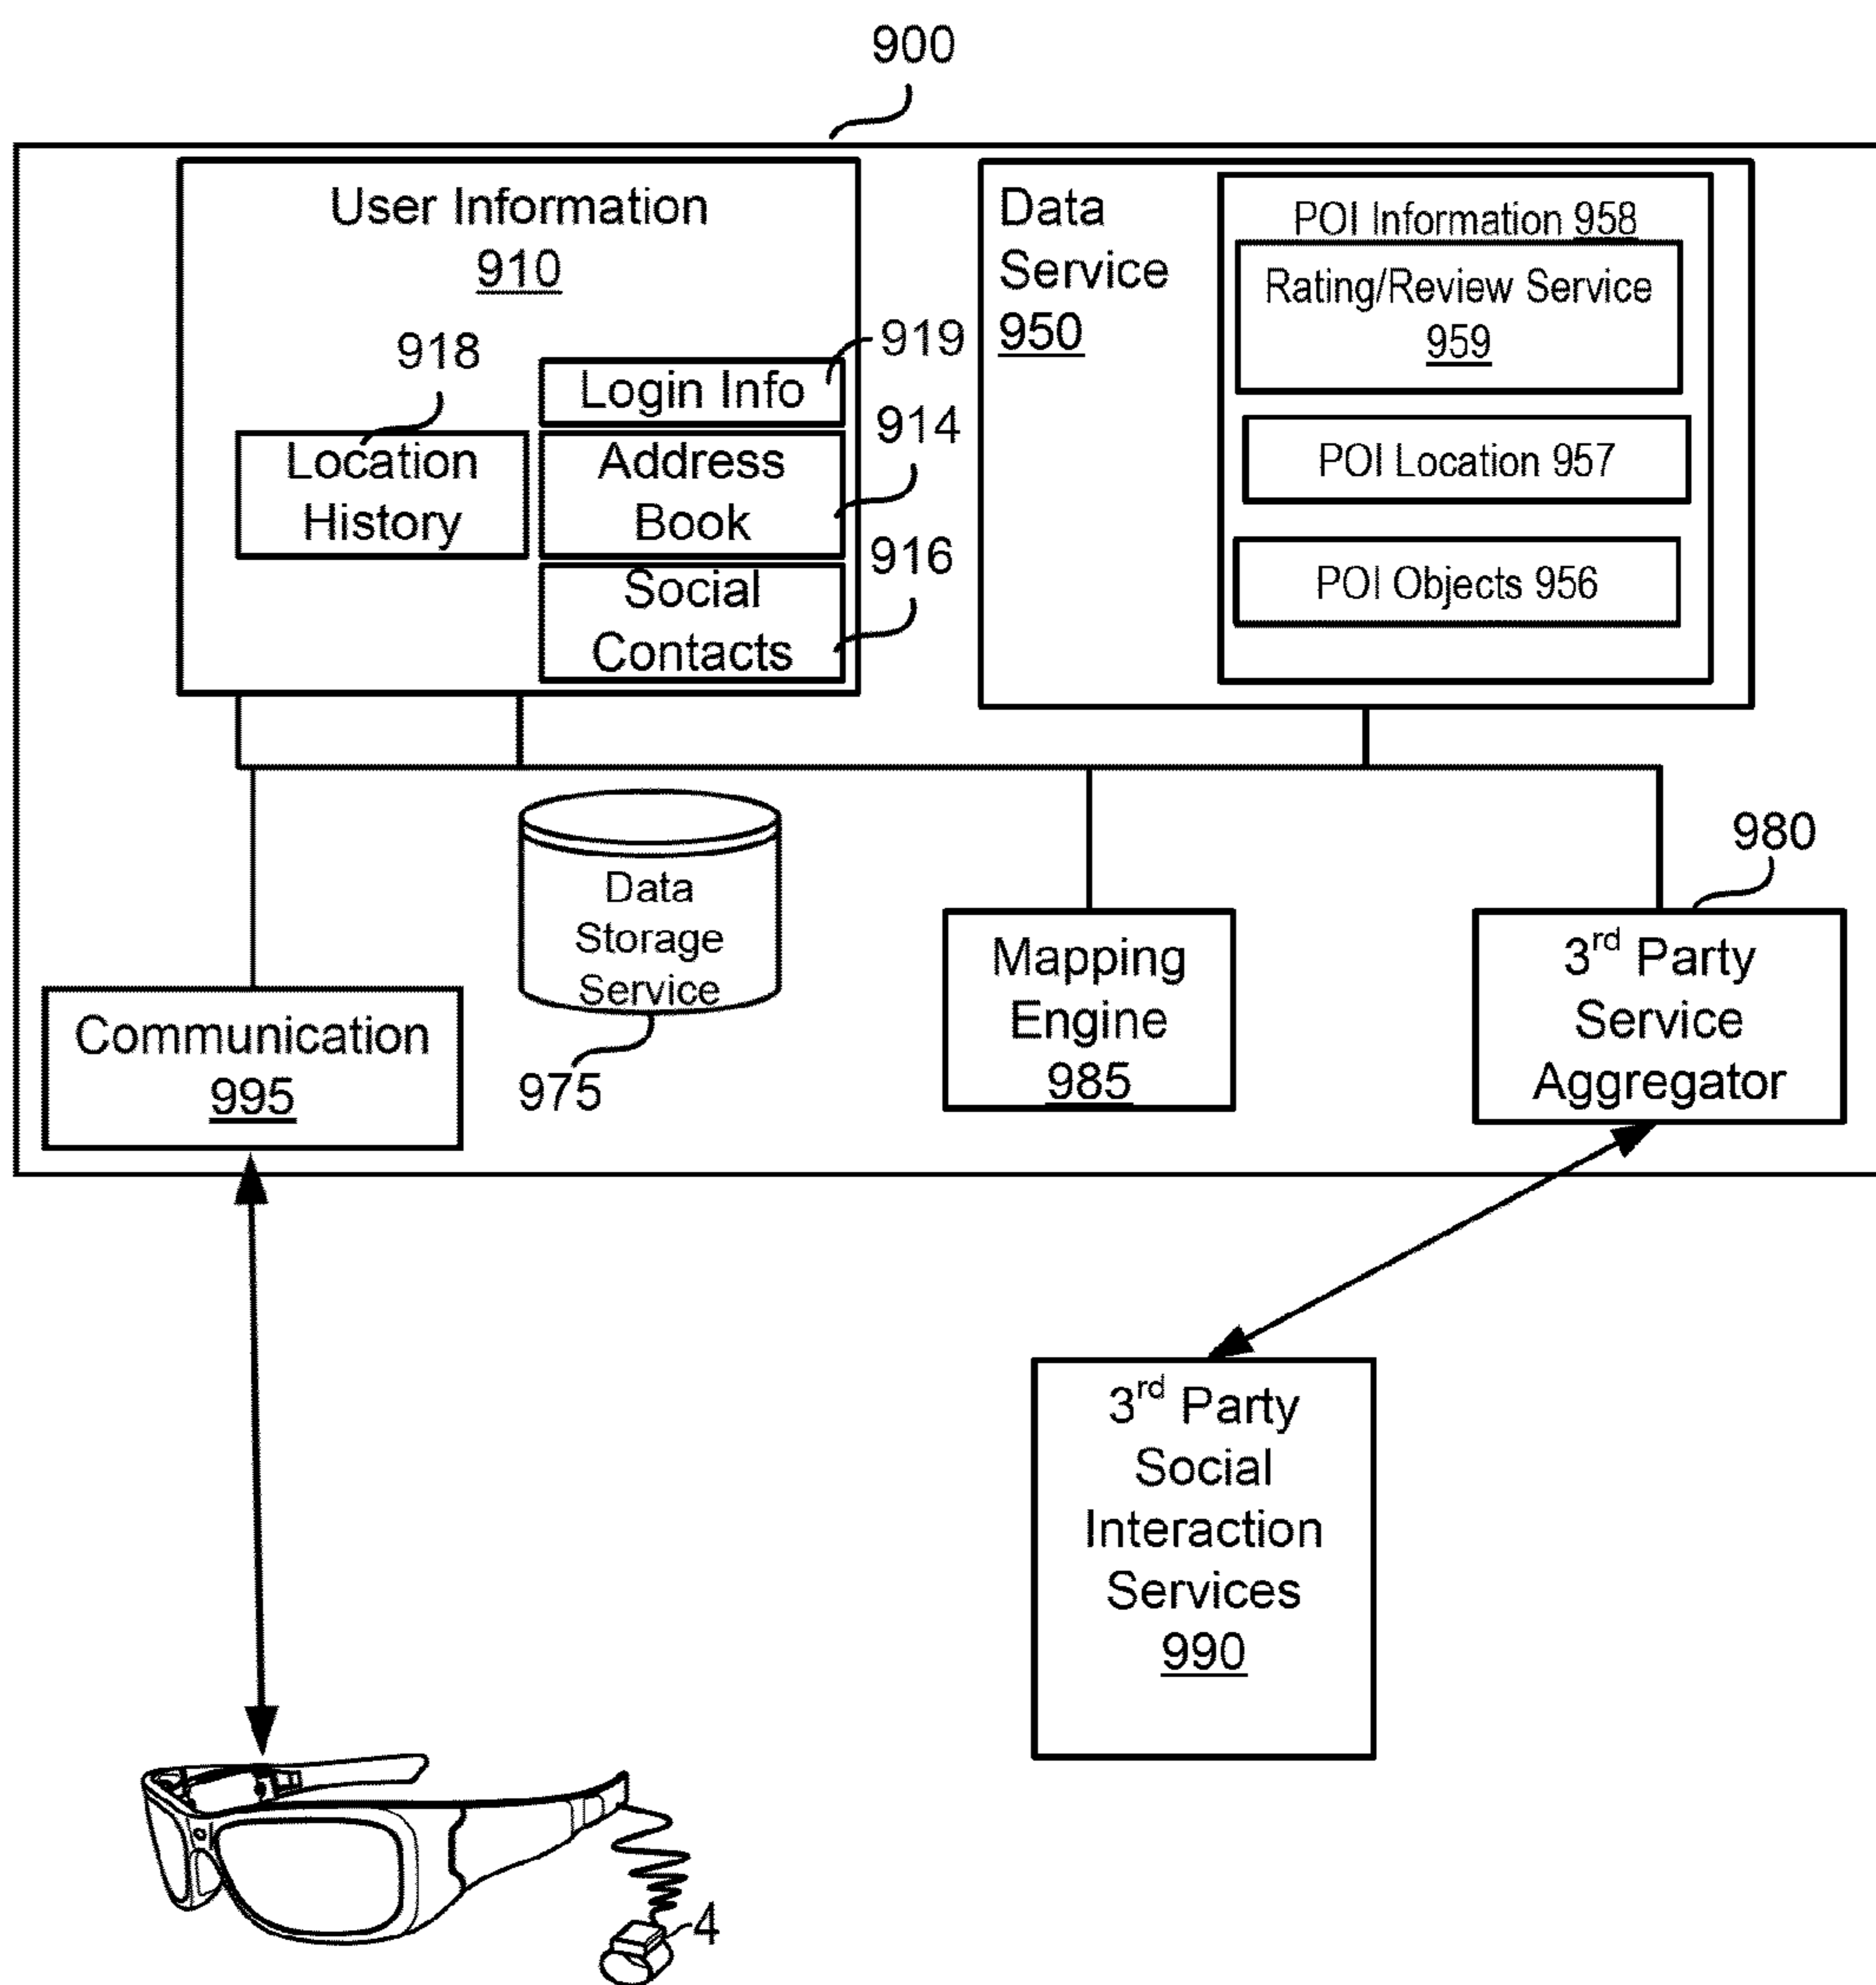 900
User Information
910
918
919
Login Info
914
Location
History
Address
Book
916
Social
Contacts
Data
Service
950
POI Information 958
Rating/Review Service
959
POI Location 957
POI Objects 956
Data
Storage
Service
975
Communication
995
Mapping
Engine
985
980
3rd Party
Service
Aggregator
3rd Party
Social
Interaction
Services
990
4